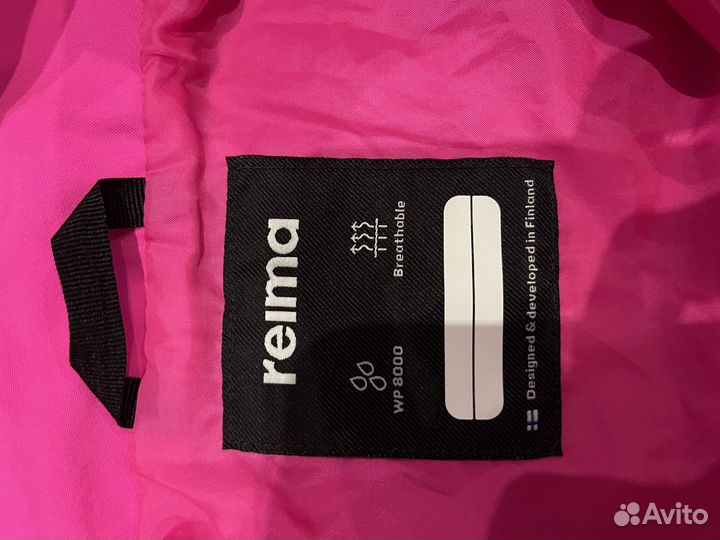 reima
WP 8000
Breathable
Designed & developed in Finland
Avito